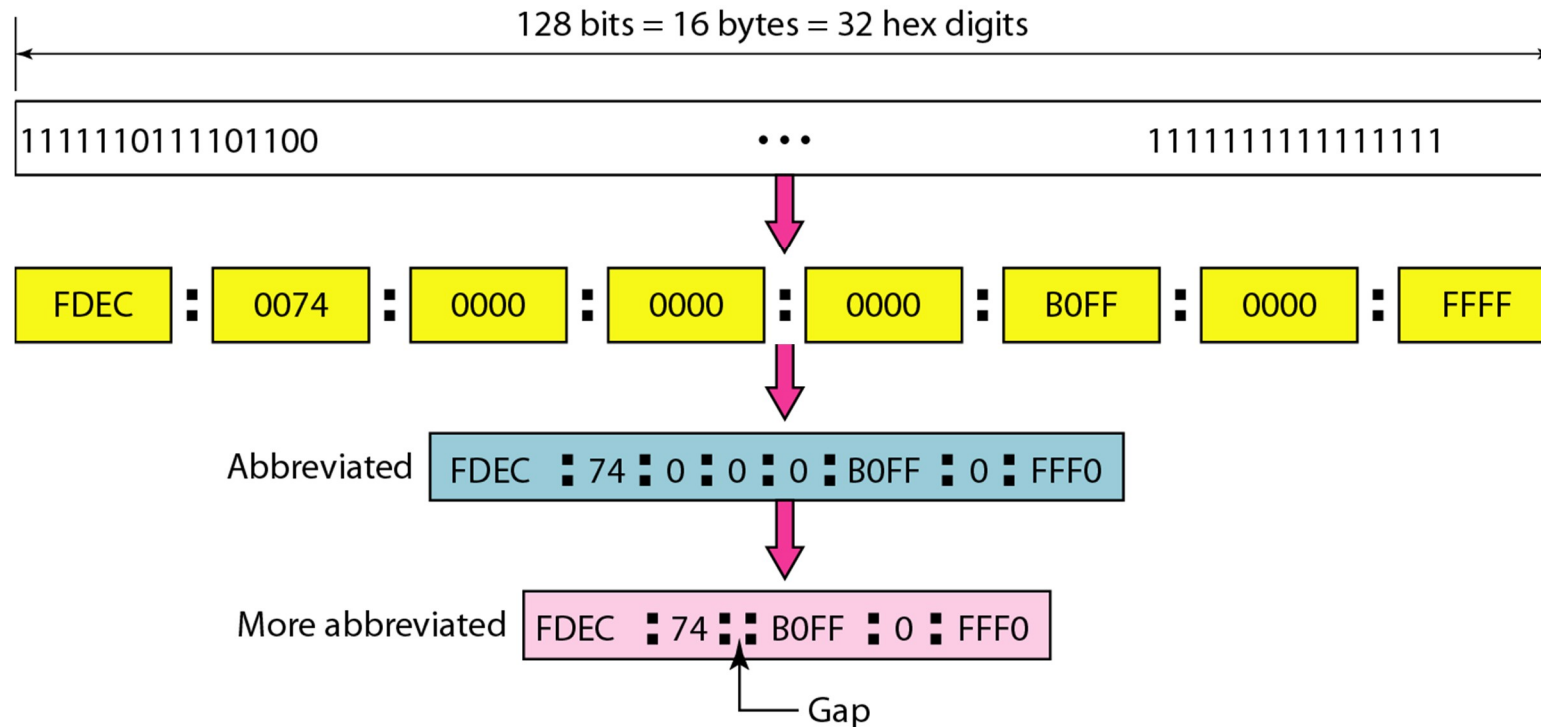 128 bits = 16 bytes = 32 hex digits
1111110111101100 ••• 1111111111111111
FDEC : 0074 : 0000 : 0000 : 0000 : B0FF : 0000 : FFFF
Abbreviated FDEC : 74 : 0 : 0 : 0 : B0FF : 0 : FFF0
More abbreviated FDEC : 74 : : B0FF : 0 : FFF0
Gap